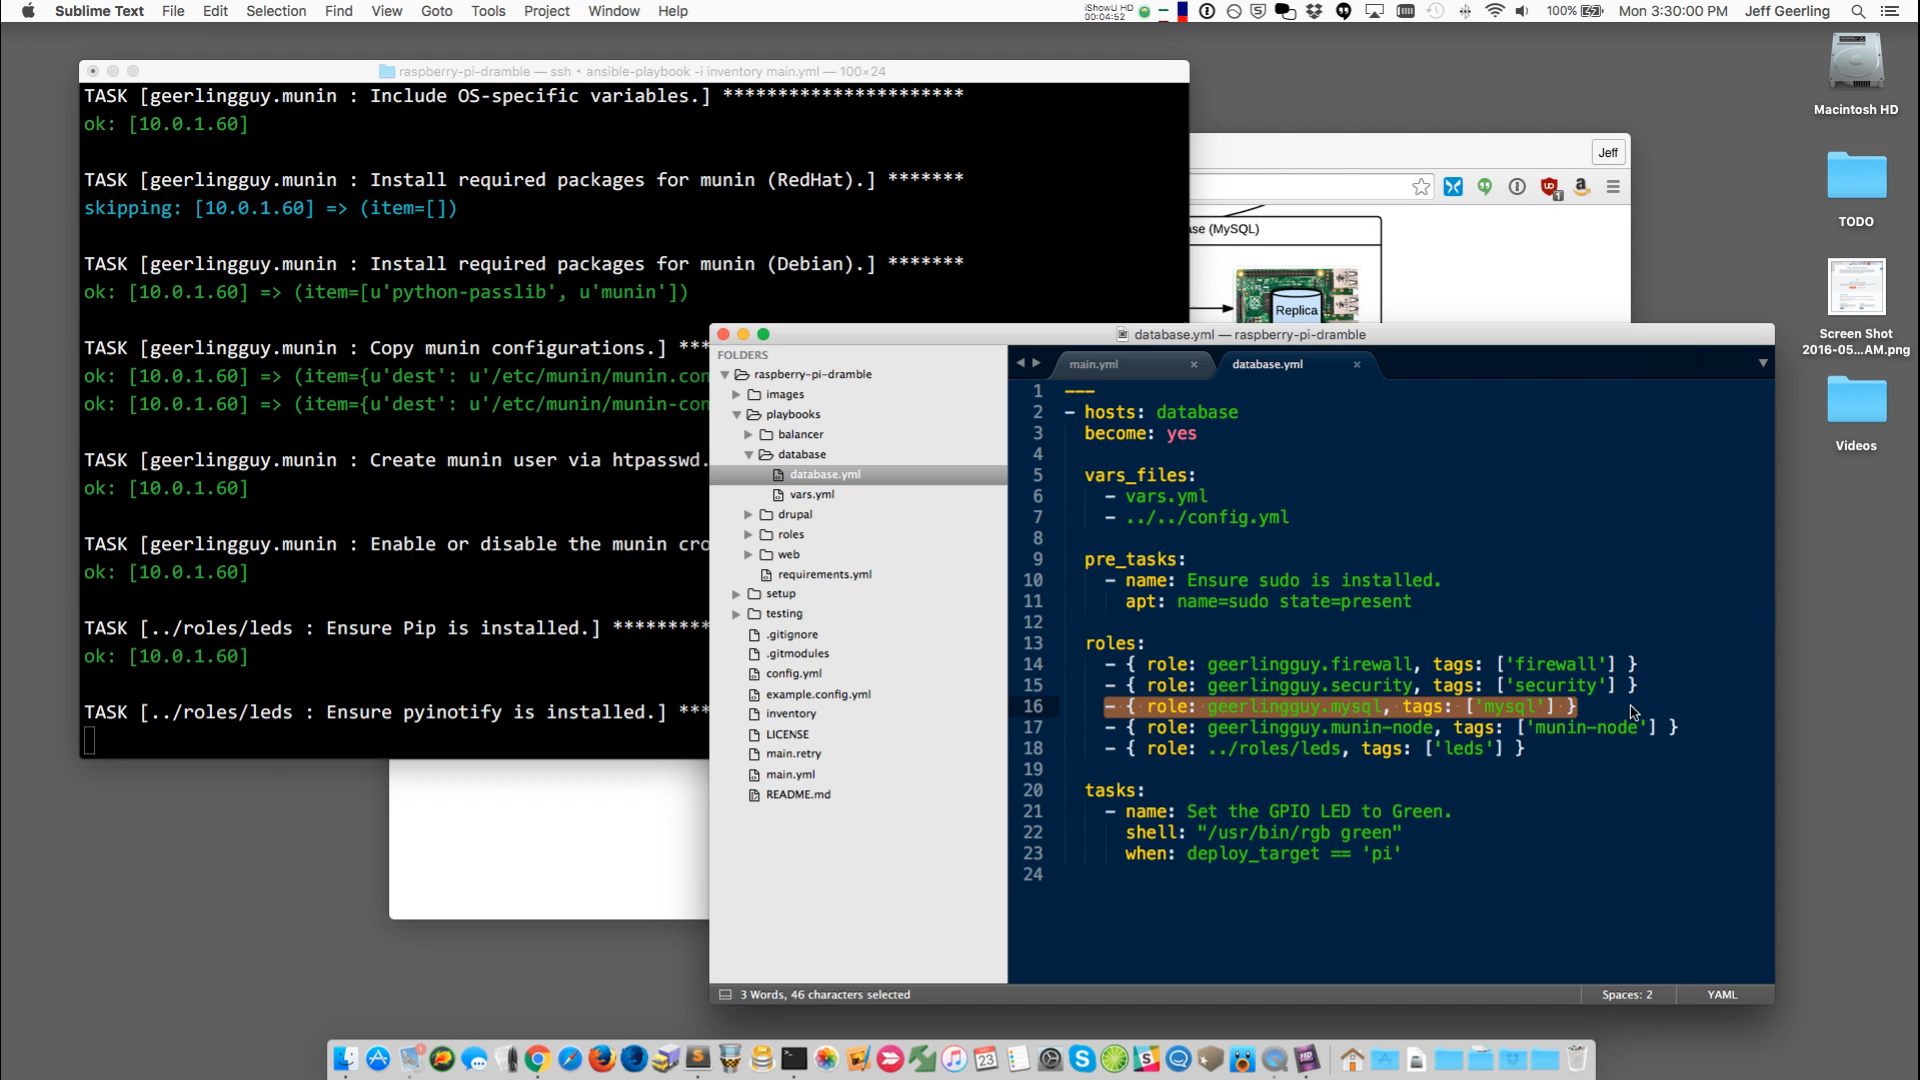 Sublime Text File Edit Selection Find View Goto Tools Project Window Help
iShowU HD
00:04:52
100% Mon 3:30:00 PM Jeff Geerling
raspberry-pi-dramble — ssh • ansible-playbook -i inventory main.yml — 100×24
TASK [geerlingguy.munin : Include OS-specific variables.] **********************
ok: [10.0.1.60]
TASK [geerlingguy.munin : Install required packages for munin (RedHat).] *******
skipping: [10.0.1.60] => (item=[])
TASK [geerlingguy.munin : Install required packages for munin (Debian).] *******
ok: [10.0.1.60] => (item=[u'python-passlib', u'munin'])
TASK [geerlingguy.munin : Copy munin configurations.] ***
ok: [10.0.1.60] => (item={u'dest': u'/etc/munin/munin.con
ok: [10.0.1.60] => (item={u'dest': u'/etc/munin/munin-con
TASK [geerlingguy.munin : Create munin user via htpasswd.
ok: [10.0.1.60]
TASK [geerlingguy.munin : Enable or disable the munin cro
ok: [10.0.1.60]
TASK [../roles/leds : Ensure Pip is installed.] *********
ok: [10.0.1.60]
TASK [../roles/leds : Ensure pyinotify is installed.] ***
Jeff
ase (MySQL)
Replica
database.yml — raspberry-pi-dramble
FOLDERS
raspberry-pi-dramble
images
playbooks
balancer
database
database.yml
vars.yml
drupal
roles
web
requirements.yml
setup
testing
.gitignore
.gitmodules
config.yml
example.config.yml
inventory
LICENSE
main.retry
main.yml
README.md
main.yml
database.yml
1 ---
2 - hosts: database
3 become: yes
4
5 vars_files:
6 - vars.yml
7 - ../../config.yml
8
9 pre_tasks:
10 - name: Ensure sudo is installed.
11 apt: name=sudo state=present
12
13 roles:
14 - { role: geerlingguy.firewall, tags: ['firewall'] }
15 - { role: geerlingguy.security, tags: ['security'] }
16 - { role: geerlingguy.mysql, tags: ['mysql'] }
17 - { role: geerlingguy.munin-node, tags: ['munin-node'] }
18 - { role: ../roles/leds, tags: ['leds'] }
19
20 tasks:
21 - name: Set the GPIO LED to Green.
22 shell: "/usr/bin/rgb green"
23 when: deploy_target == 'pi'
24
3 Words, 46 characters selected
Spaces: 2
YAML
Macintosh HD
TODO
Screen Shot
2016-05...AM.png
Videos
23